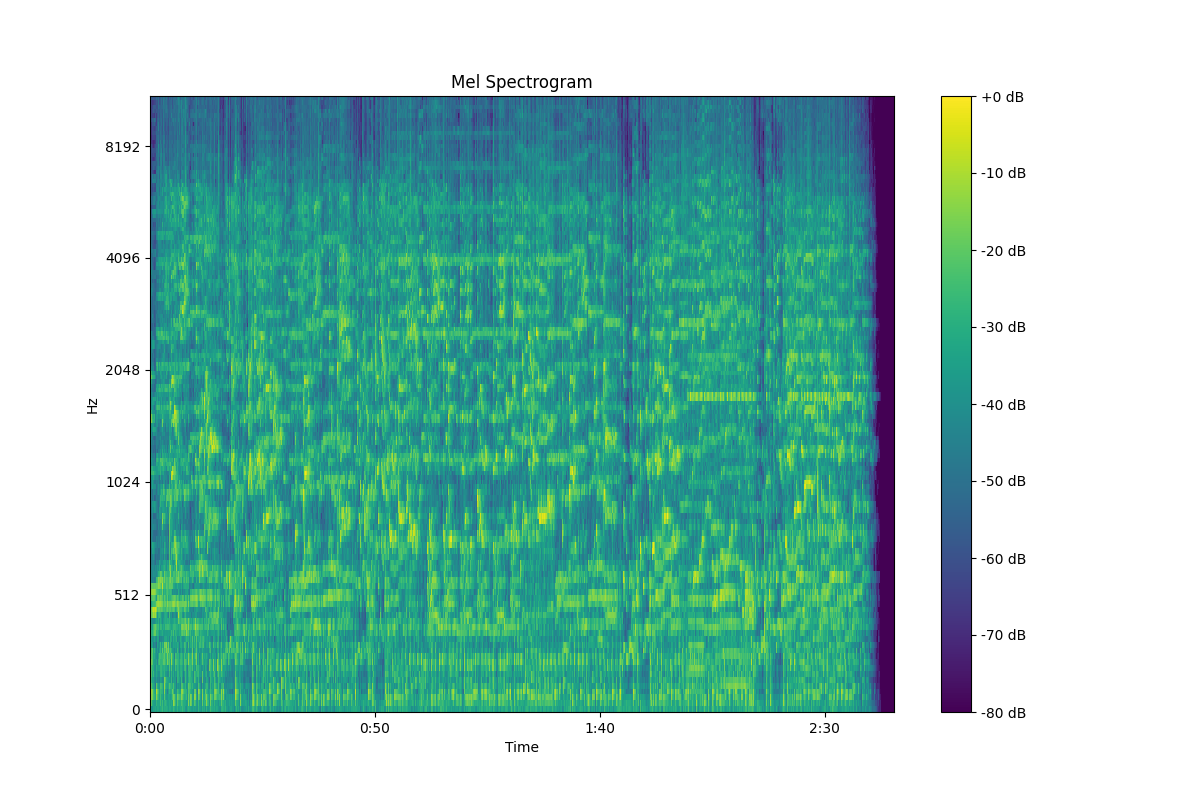 Mel Spectrogram
+0 dB
8192
-10 dB
-20 dB
4096
-30 dB
2048
-40 dB
Hz
1024
-50 dB
-60 dB
512
-70 dB
0
-80 dB
0:00 0:50 1:40 2:30
Time